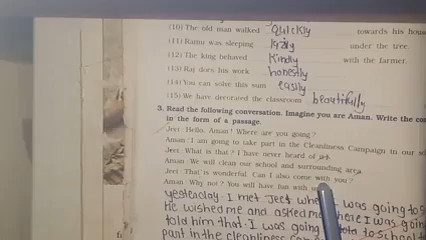 (10) The old man walked quickly towards his hous
(11) Ramu was sleeping lazily under the tree.
(12) The king behaved kindly with the farmer.
(13) Raj does his work honestly
(14) You can solve this sum easily
(15) We have decorated the classroom beautifully
3. Read the following conversation. Imagine you are Aman. Write the co
in the form of a passage.
Jeet : Hello, Aman! Where are you going?
Aman : I am going to take part in the Cleanliness Campaign in our s
Jeet : What is that? I have never heard of it.
Aman : We will clean our school and surrounding area.
Jeet : That is wonderful. Can I also come with you?
Aman : Why not? You will have fun with
yesterday I met Jeet whe I was going to s
He wished me and asked me where I was goin
told him that I was going to school
part in the cleanliness